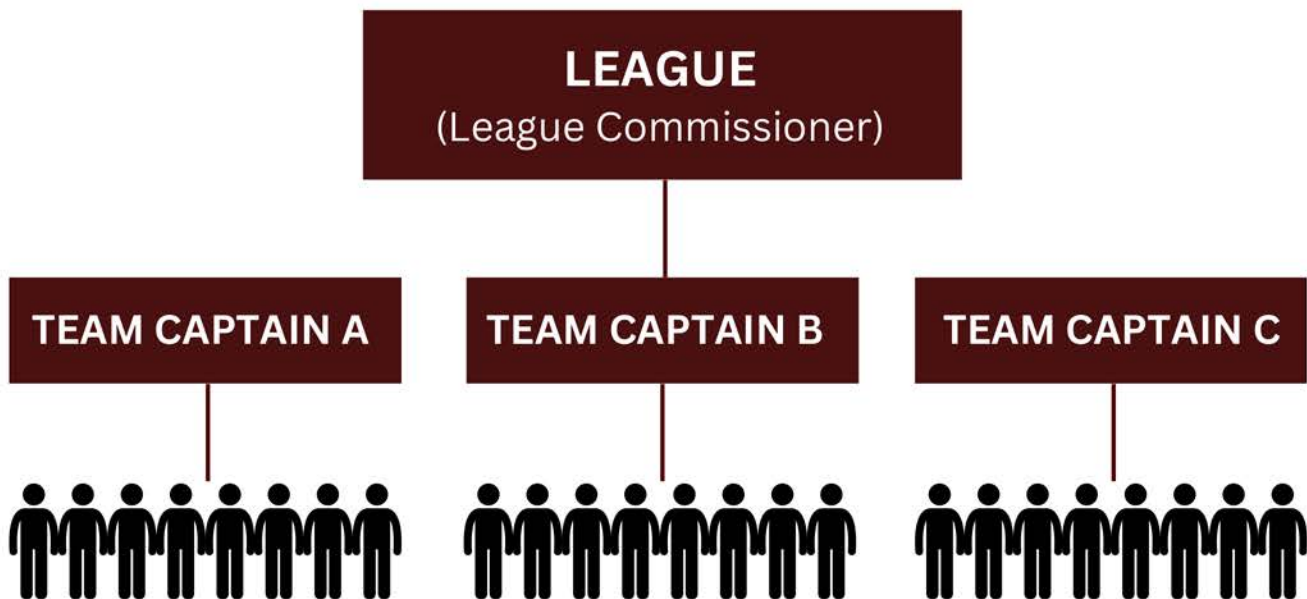 LEAGUE
(League Commissioner)
TEAM CAPTAIN A
TEAM CAPTAIN B
TEAM CAPTAIN C